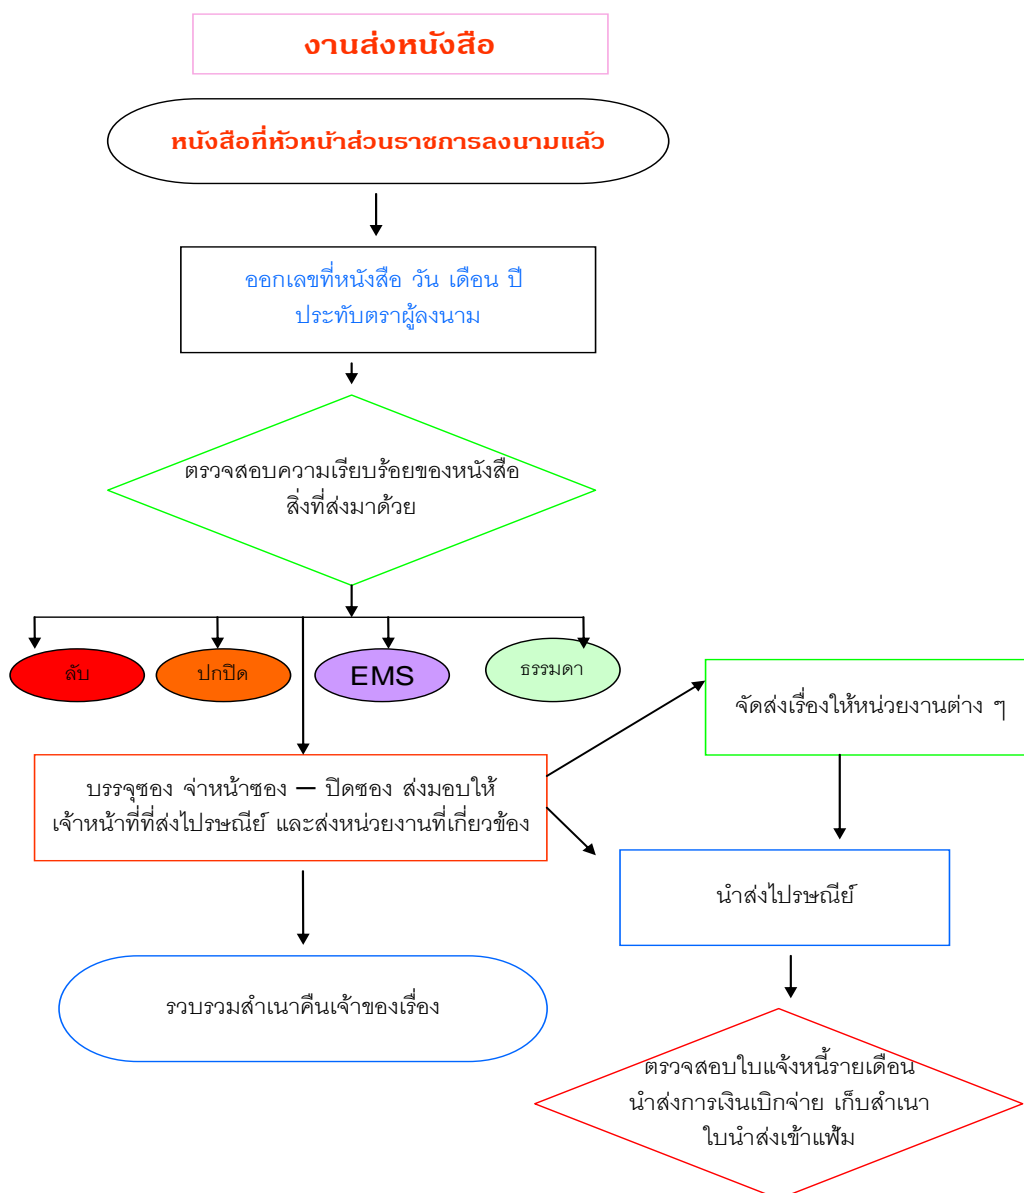 งานส่งหนังสือ
หนังสือที่หัวหน้าส่วนราชการลงนามแล้ว
ออกเลขที่หนังสือ วัน เดือน ปี
ประทับตราผู้ลงนาม
ตรวจสอบความเรียบร้อยของหนังสือ
สิ่งที่ส่งมาด้วย
ลับ
ปกปิด
EMS
ธรรมดา
จัดส่งเรื่องให้หน่วยงานต่าง ๆ
บรรจุซอง จ่าหน้าซอง – ปิดซอง ส่งมอบให้
เจ้าหน้าที่ที่ส่งไปรษณีย์ และส่งหน่วยงานที่เกี่ยวข้อง
นำส่งไปรษณีย์
รวบรวมสำเนาคืนเจ้าของเรื่อง
ตรวจสอบใบแจ้งหนี้รายเดือน
นำส่งการเงินเบิกจ่าย เก็บสำเนา
ใบนำส่งเข้าแฟ้ม